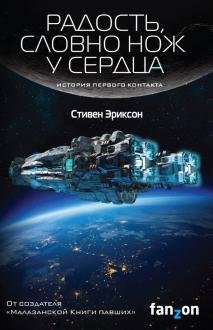 РАДОСТЬ,
СЛОВНО НОЖ
У СЕРДЦА
ИСТОРИЯ ПЕРВОГО КОНТАКТА
Стивен Эриксон
От создателя
«Малазанской Книги павших»
fanzon